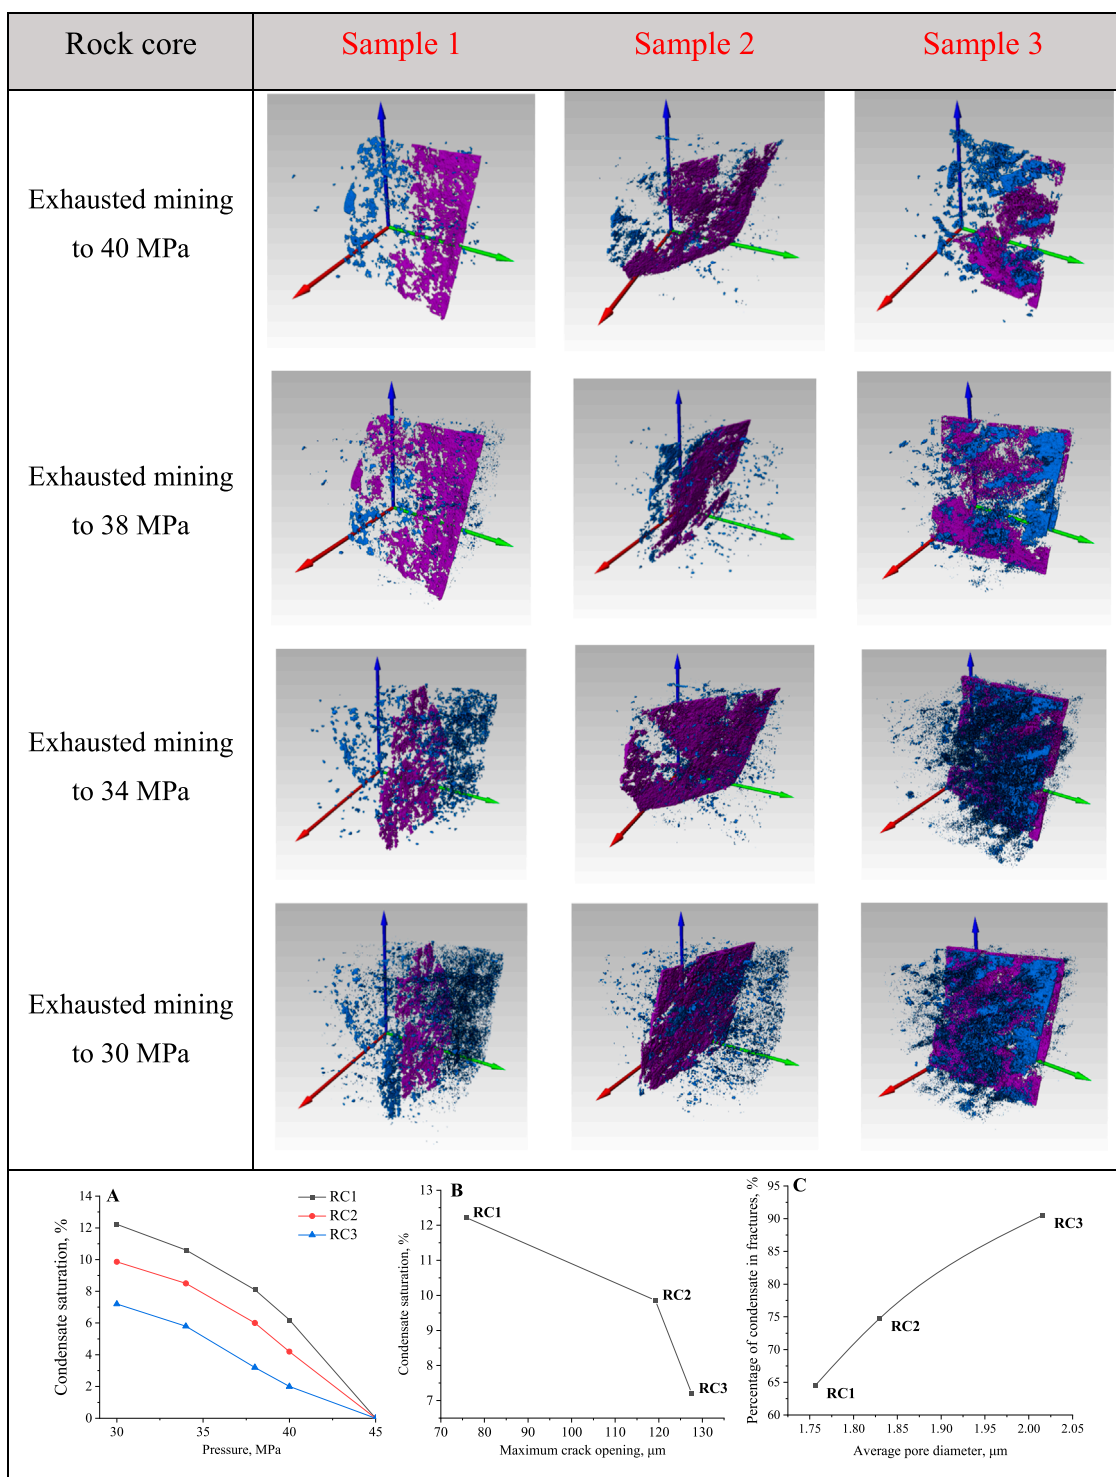 Rock core
Sample 1
Sample 2
Sample 3
Exhausted mining
to 40 MPa
Exhausted mining
to 38 MPa
Exhausted mining
to 34 MPa
Exhausted mining
to 30 MPa
A
RC1
RC2
RC3
14
12
10
8
6
4
2
0
30
35
40
45
Condensate saturation, %
Pressure, MPa
B
13
12
11
10
9
8
7
70
80
90
100
110
120
130
RC1
RC2
RC3
Condensate saturation, %
Maximum crack opening, μm
C
95
90
85
80
75
70
65
60
1.75
1.80
1.85
1.90
1.95
2.00
2.05
RC3
RC2
RC1
Percentage of condensate in fractures, %
Average pore diameter, μm